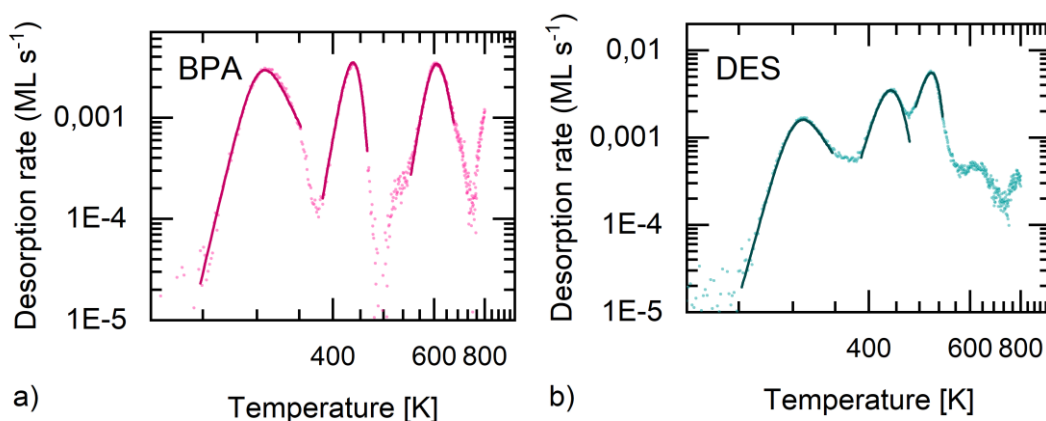 BPA
Desorption rate (ML s⁻¹)
0,001
1E-4
1E-5
400
600
800
Temperature [K]
a)
DES
Desorption rate (ML s⁻¹)
0,01
0,001
1E-4
1E-5
400
600
800
Temperature [K]
b)